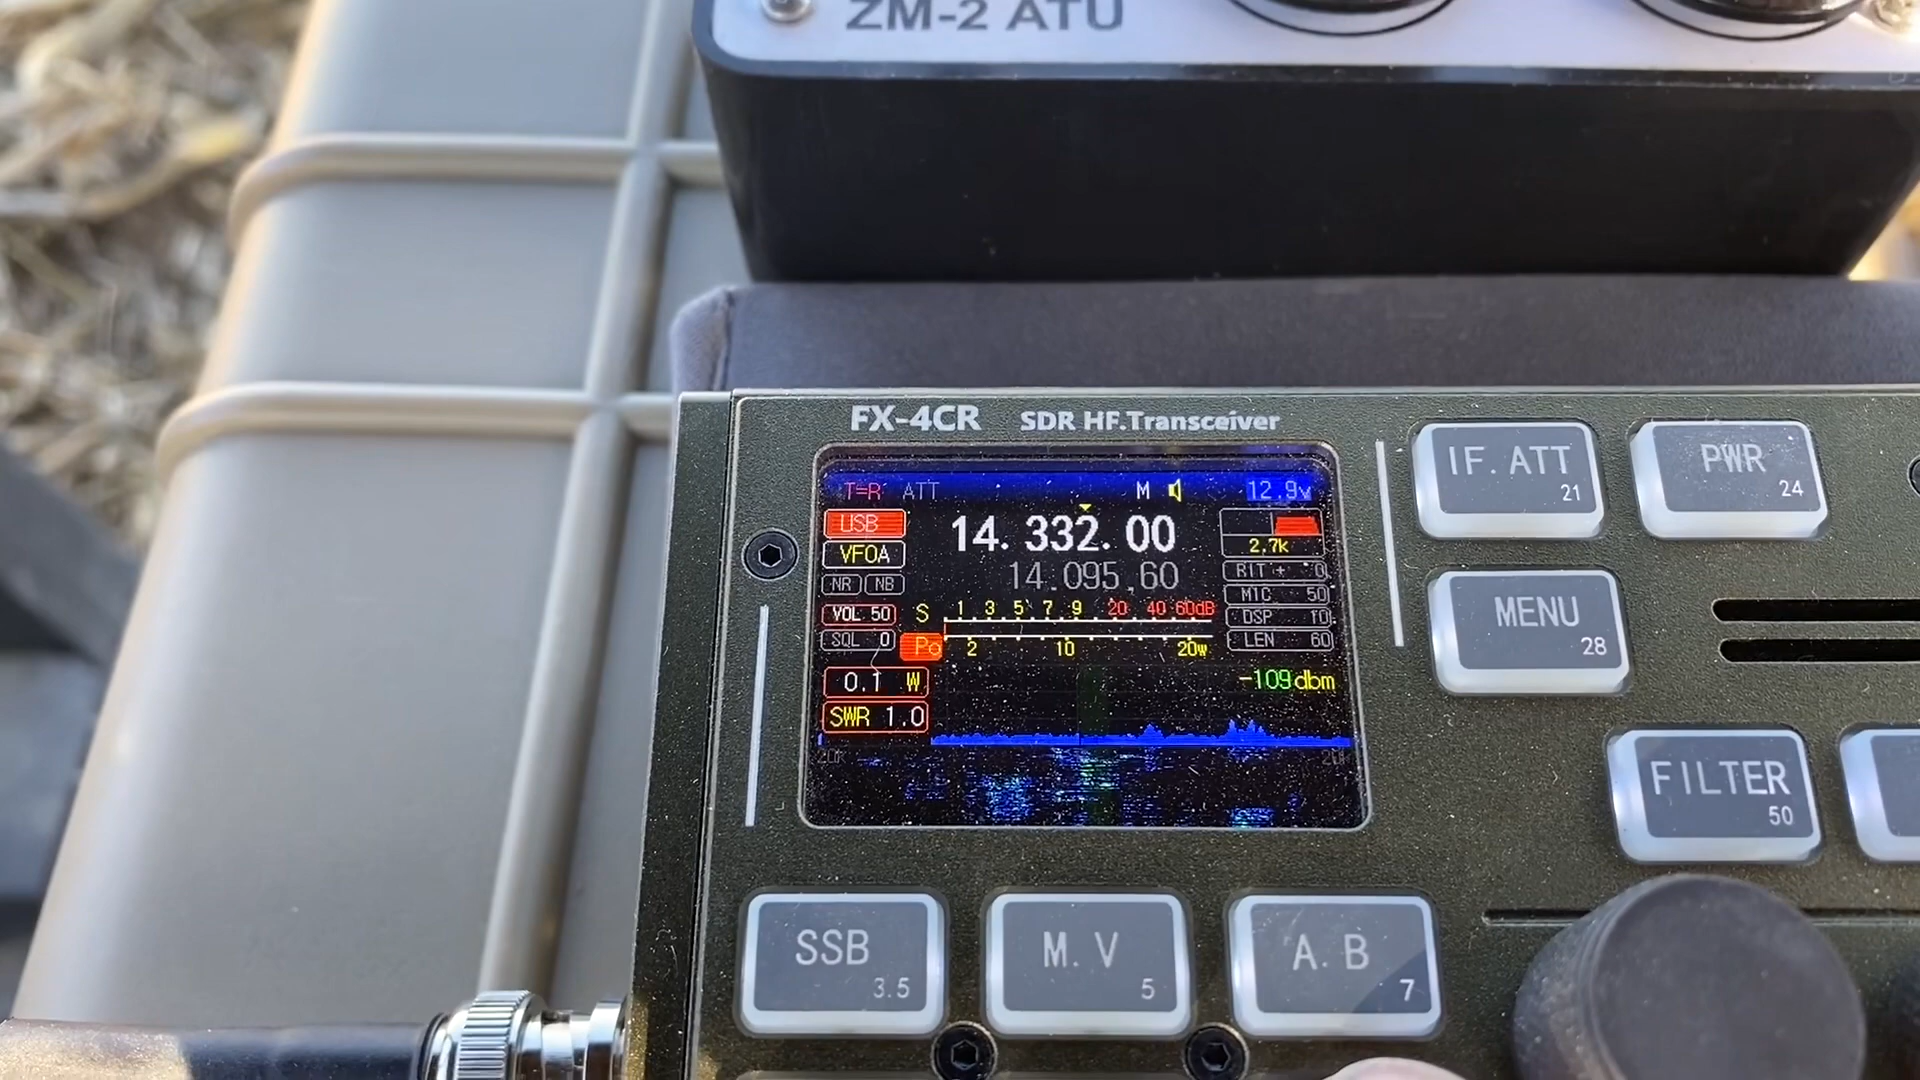 ZM-2 ATU
FX-4CR SDR HF.Transceiver
T=R ATT M 12.9v
USB 14.332.00
VFOA 2.7k
14.095.60
NR NB RIT + 0
VOL 50 S 1 3 5 7 9 20 40 60dB MIC 50
SQL 0 DSP 10
Po 2 10 20w LEN 60
0.1 W -109dbm
SWR 1.0
20K 20K
IF. ATT 21
PWR 24
MENU 28
FILTER 50
SSB 3.5
M. V 5
A. B 7